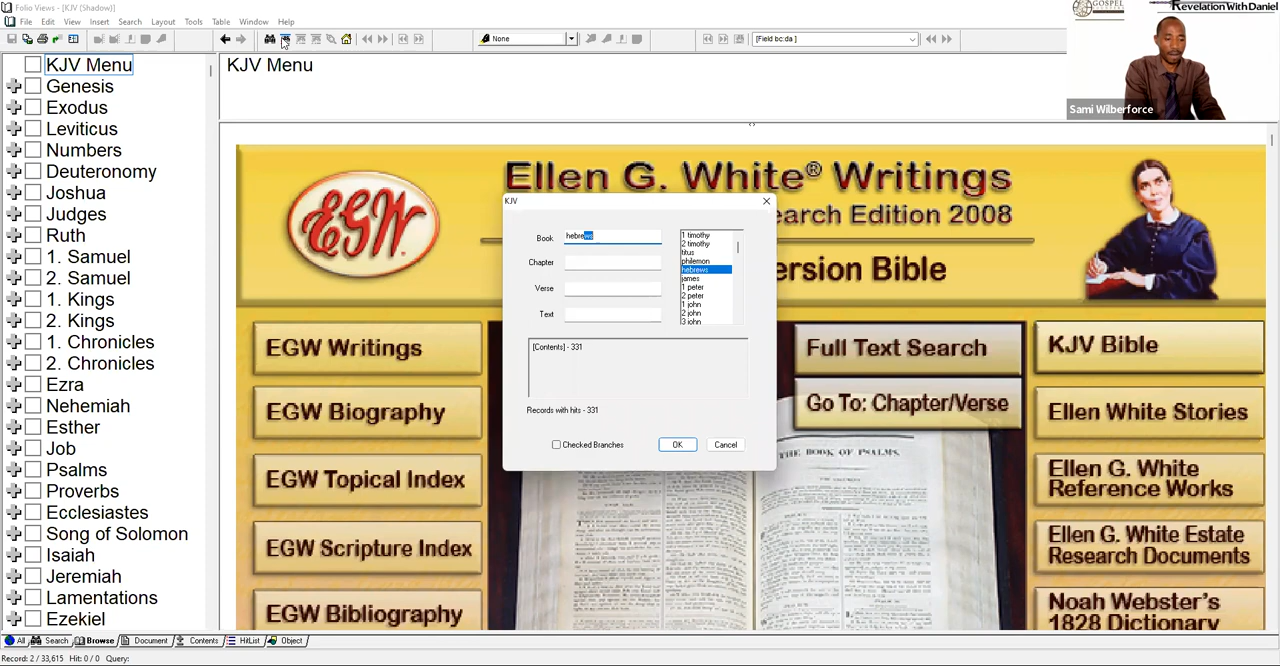 Folio Views - [KJV (Shadow)]
File Edit View Insert Search Layout Tools Table Window Help
None
[Field bc:da ]
GOSPEL
Revelation With Daniel
Sami Wilberforce
KJV Menu
Genesis
Exodus
Leviticus
Numbers
Deuteronomy
Joshua
Judges
Ruth
1. Samuel
2. Samuel
1. Kings
2. Kings
1. Chronicles
2. Chronicles
Ezra
Nehemiah
Esther
Job
Psalms
Proverbs
Ecclesiastes
Song of Solomon
Isaiah
Jeremiah
Lamentations
Ezekiel
KJV Menu
EGW
Ellen G. White® Writings
earch Edition 2008
ersion Bible
EGW Writings
EGW Biography
EGW Topical Index
EGW Scripture Index
EGW Bibliography
KJV
Book hebrews
Chapter
Verse
Text
1 timothy
2 timothy
titus
philemon
hebrews
james
1 peter
2 peter
1 john
2 john
3 john
[Contents] - 331
Records with hits - 331
Checked Branches
OK
Cancel
Full Text Search
Go To: Chapter/Verse
THE BOOK OF PSALMS.
KJV Bible
Ellen White Stories
Ellen G. White
Reference Works
Ellen G. White Estate
Research Documents
Noah Webster's
1828 Dictionary
All Search Browse Document Contents HitList Object
Record: 2 / 33,615 Hit: 0 / 0 Query: